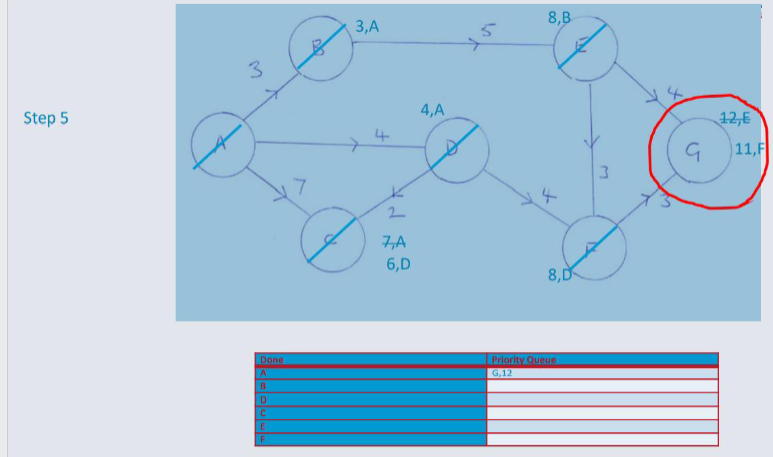 Step 5
B
3,A
5
8,B
E
3
4
12,E
4,A
A
4
D
G
11,F
7
2
4
3
3
C
7,A
6,D
F
8,D
Done Priority Queue
A G,12
B
D
C
E
F